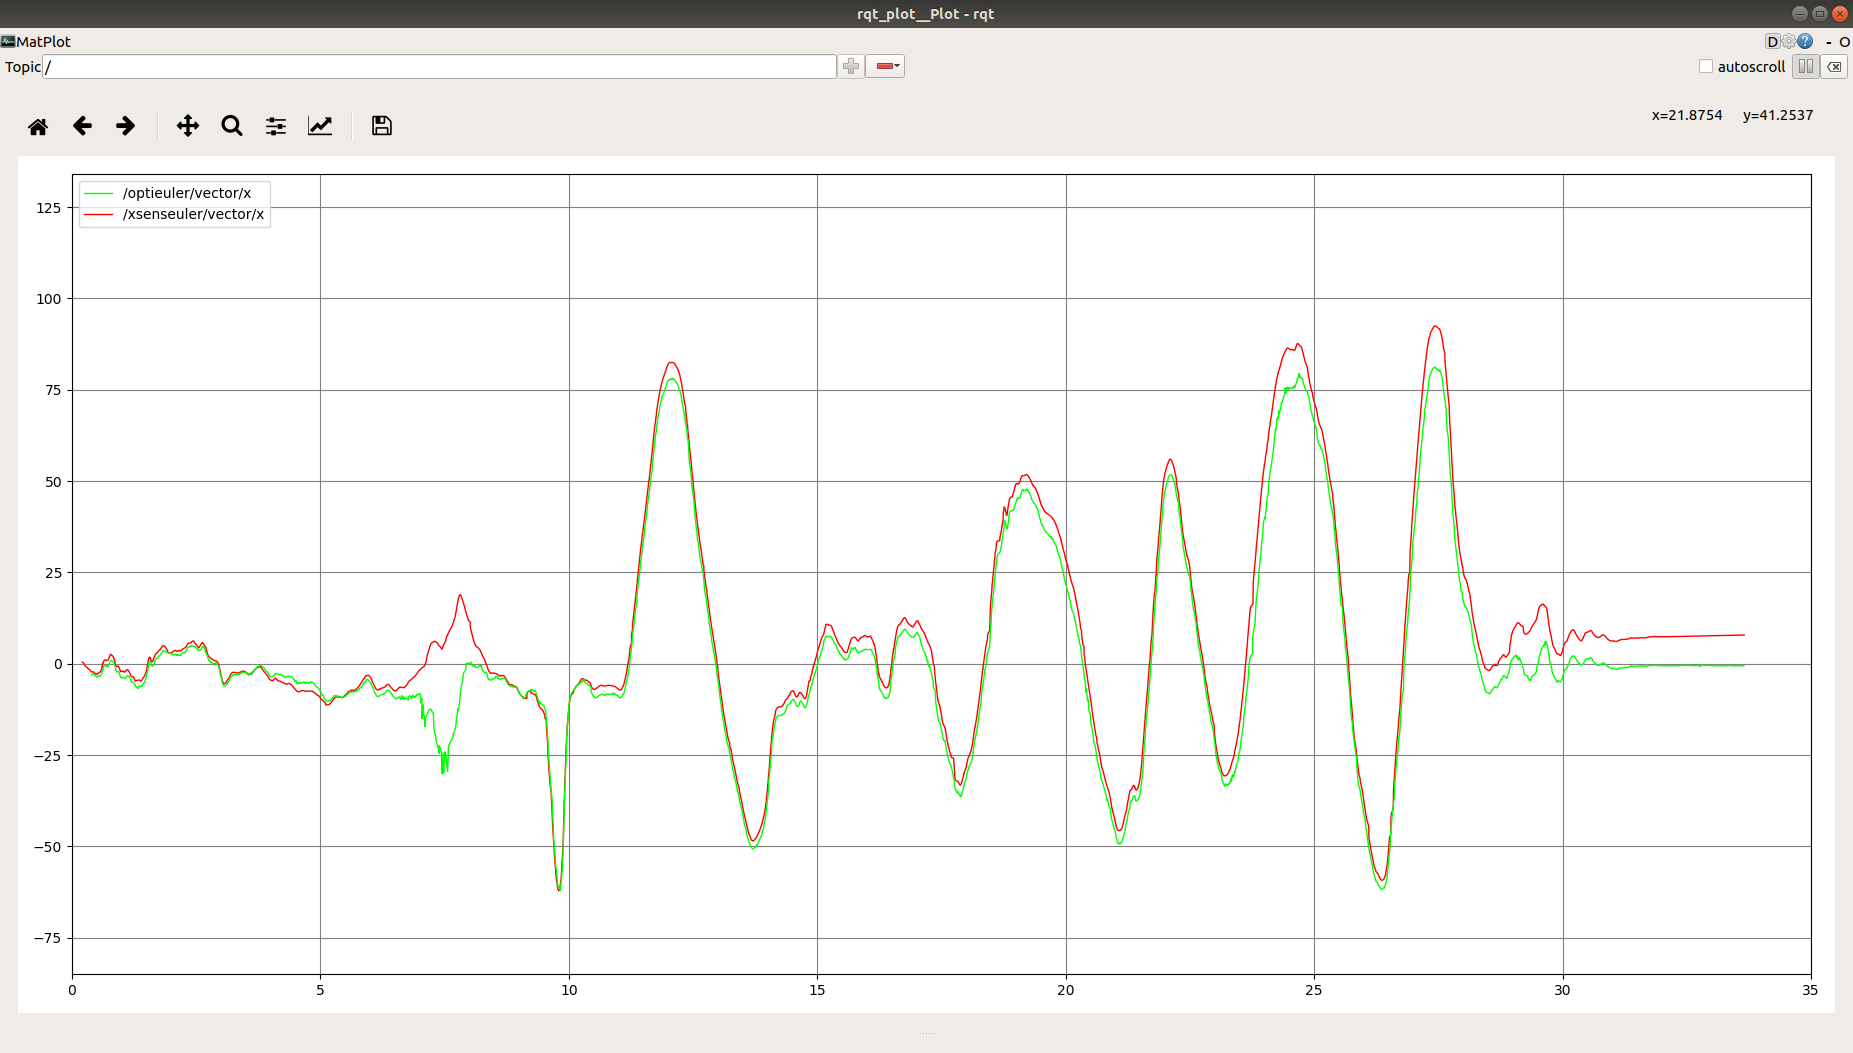 rqt_plot__Plot - rqt
MatPlot D ? - O
Topic / autoscroll
x=21.8754 y=41.2537
/optieuler/vector/x
/xsenseuler/vector/x
125
100
75
50
25
0
−25
−50
−75
0 5 10 15 20 25 30 35